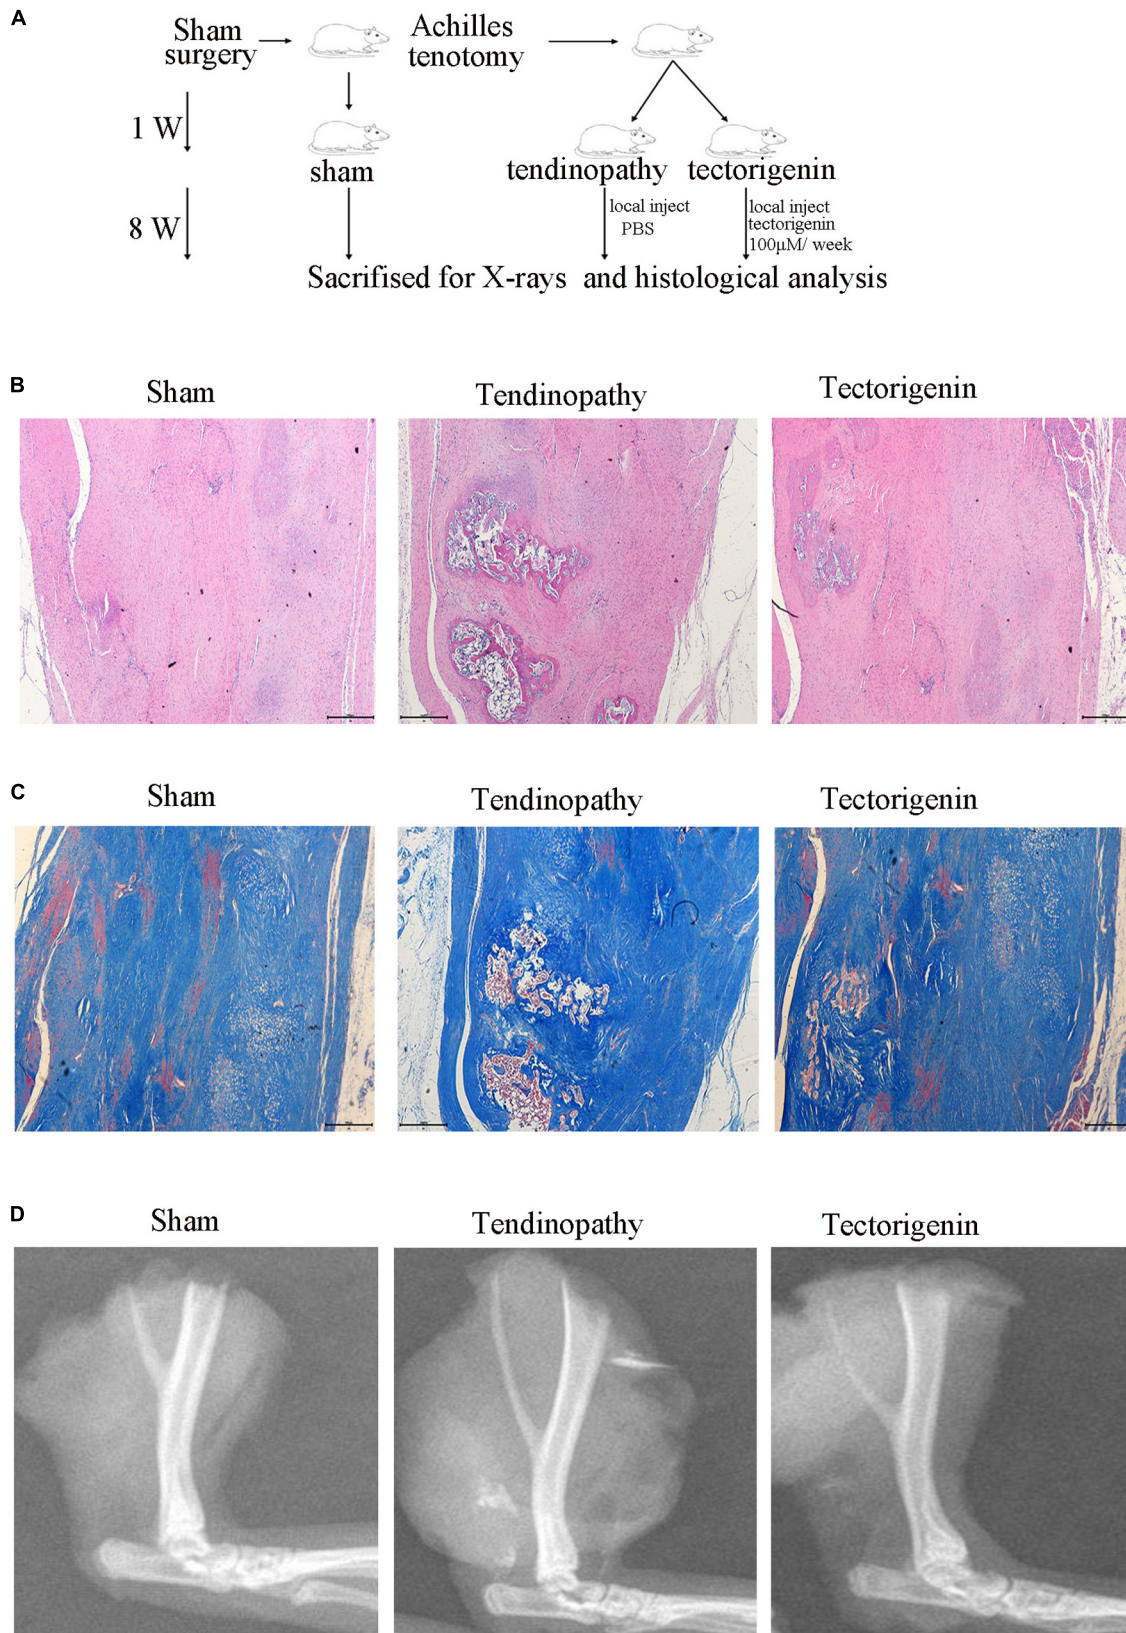 A
Sham
surgery
Achilles
tenotomy
1 W
sham
tendinopathy
tectorigenin
8 W
local inject
PBS
local inject
tectorigenin
100μM/ week
Sacrifised for X-rays and histological analysis
B
Sham
Tendinopathy
Tectorigenin
C
Sham
Tendinopathy
Tectorigenin
D
Sham
Tendinopathy
Tectorigenin